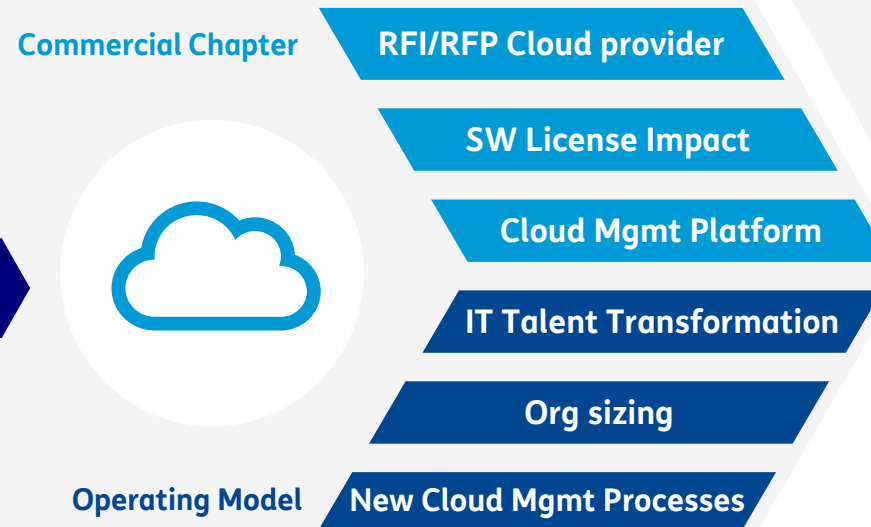 Commercial Chapter
RFI/RFP Cloud provider
SW License Impact
Cloud Mgmt Platform
IT Talent Transformation
Org sizing
Operating Model
New Cloud Mgmt Processes